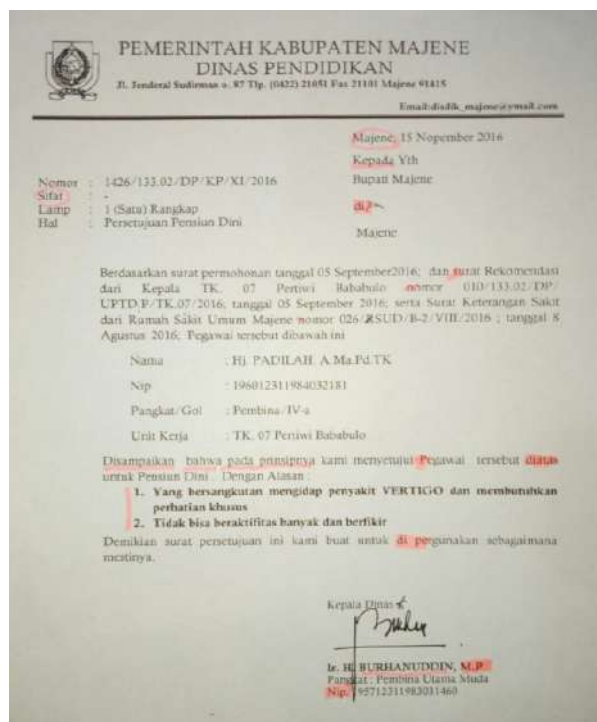 PEMERINTAH KABUPATEN MAJENE
DINAS PENDIDIKAN
Jl. Jenderal Sudirman o. 87 Tlp. (0422) 21051 Fax 21101 Majene 91415
Email:disdik_majene@ymail.com
Majene, 15 Nopember 2016
Kepada Yth
Bupati Majene
di
Majene
Nomor : 1426/133.02/DP/KP/XI/2016
Sifat : -
Lamp : 1 (Satu) Rangkap
Hal : Persetujuan Pensiun Dini
Berdasarkan surat permohonan tanggal 05 September2016; dan surat Rekomendasi
dari Kepala TK. 07 Pertiwi Bababulo nomor 010/133.02/DP/
UPTD.P/TK.07/2016; tanggal 05 September 2016; serta Surat Keterangan Sakit
dari Rumah Sakit Umum Majene nomor 026/RSUD/B-2/VIII/2016 ; tanggal 8
Agustus 2016; Pegawai tersebut dibawah ini
Nama : Hj. PADILAH. A.Ma.Pd.TK
Nip : 196012311984032181
Pangkat/Gol : Pembina/IV-a
Unit Kerja : TK. 07 Pertiwi Bababulo
Disampaikan bahwa pada prinsipnya kami menyetujui Pegawai tersebut diatas
untuk Pensiun Dini . Dengan Alasan :
1. Yang bersangkutan mengidap penyakit VERTIGO dan membutuhkan
perhatian khusus
2. Tidak bisa beraktifitas banyak dan berfikir
Demikian surat persetujuan ini kami buat untuk di pergunakan sebagaimana
mestinya.
Kepala Dinas
Ir. H. BURHANUDDIN, M.P
Pangkat : Pembina Utama Muda
Nip. 195712311983031460